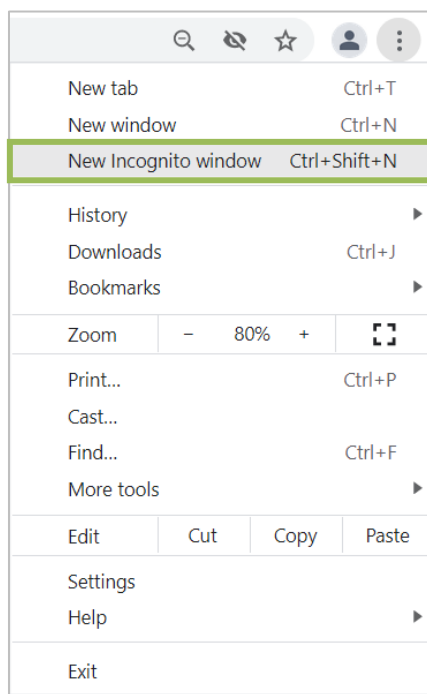 New tab Ctrl+T
New window Ctrl+N
New Incognito window Ctrl+Shift+N
History
Downloads Ctrl+J
Bookmarks
Zoom − 80% +
Print... Ctrl+P
Cast...
Find... Ctrl+F
More tools
Edit Cut Copy Paste
Settings
Help
Exit